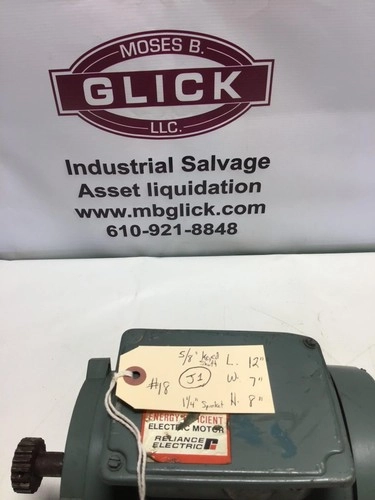 MOSES B.
GLICK
LLC.
Industrial Salvage
Asset liquidation
www.mbglick.com
610-921-8848
5/8" Keyed Shaft L. 12"
#18 J1 W. 7"
1 1/4" Sprocket H. 8"
ENERGY EFFICIENT
ELECTRIC MOTOR
RELIANCE
ELECTRIC